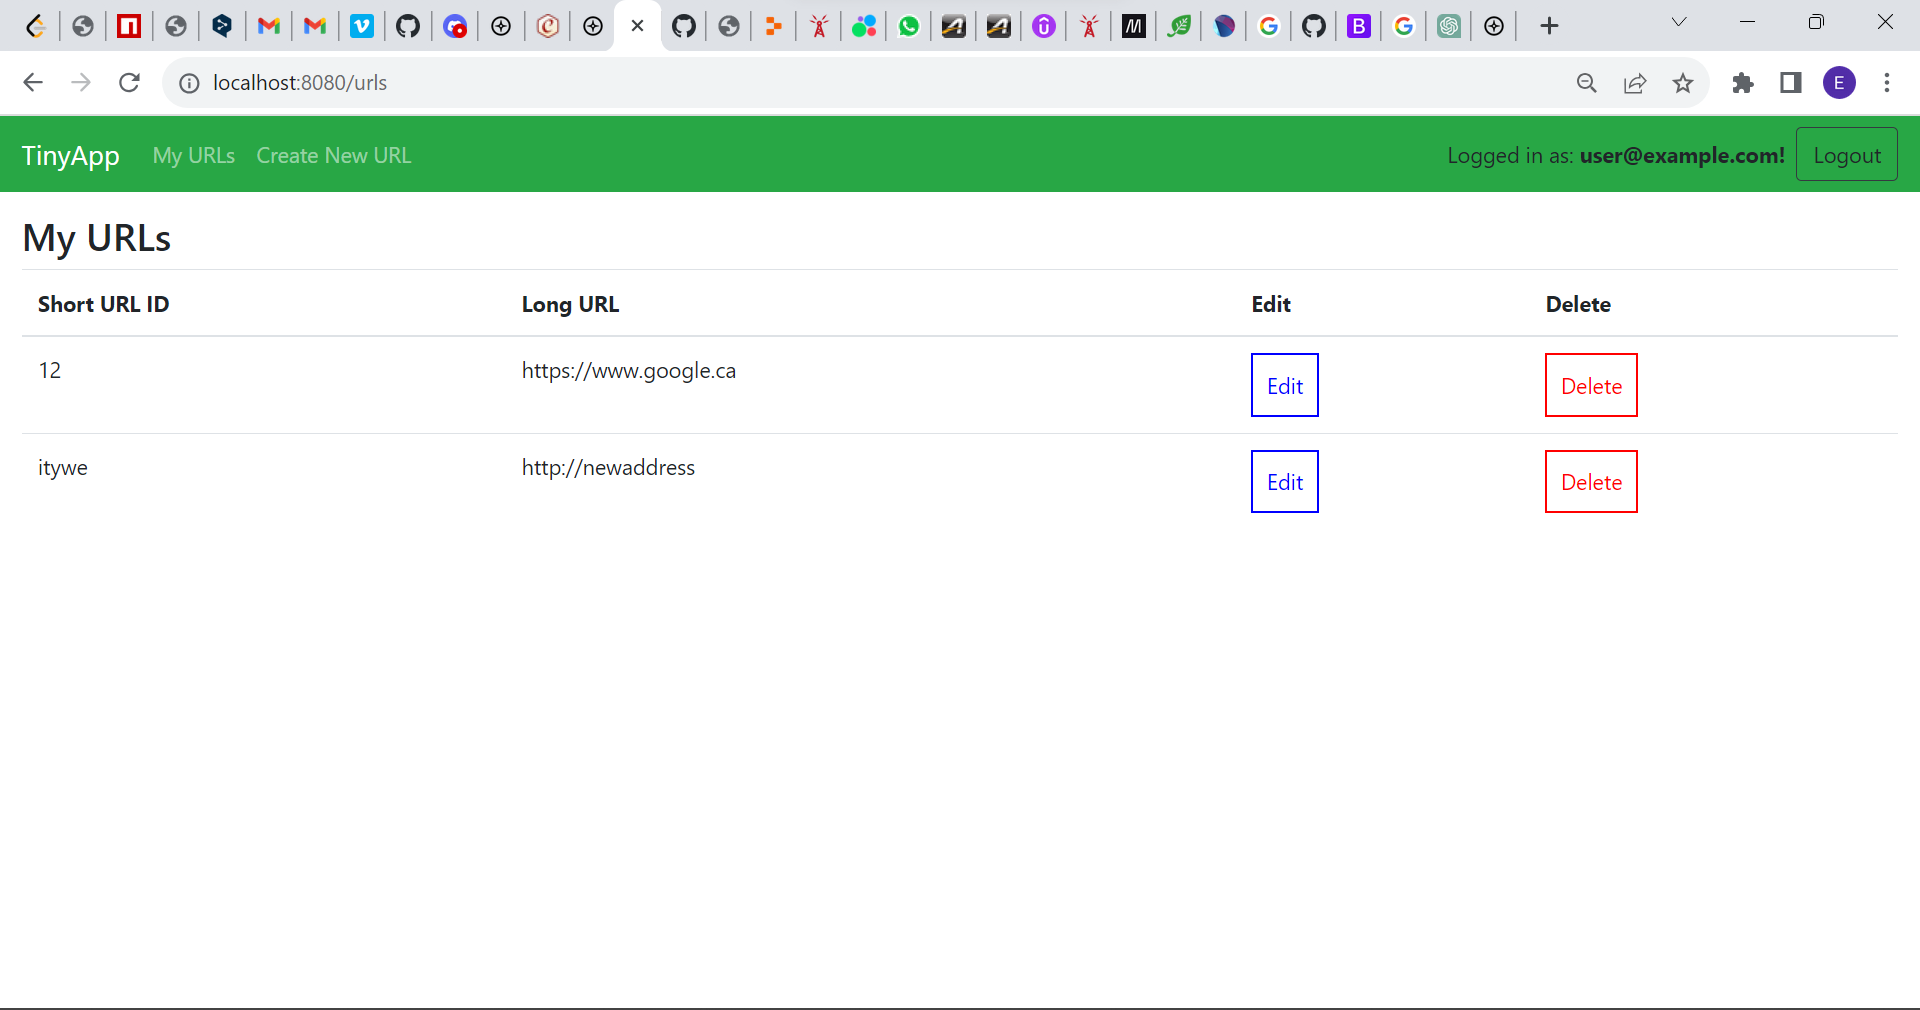 localhost:8080/urls
E
TinyApp My URLs Create New URL Logged in as: user@example.com! Logout
My URLs
Short URL ID Long URL Edit Delete
12 https://www.google.ca Edit Delete
itywe http://newaddress Edit Delete